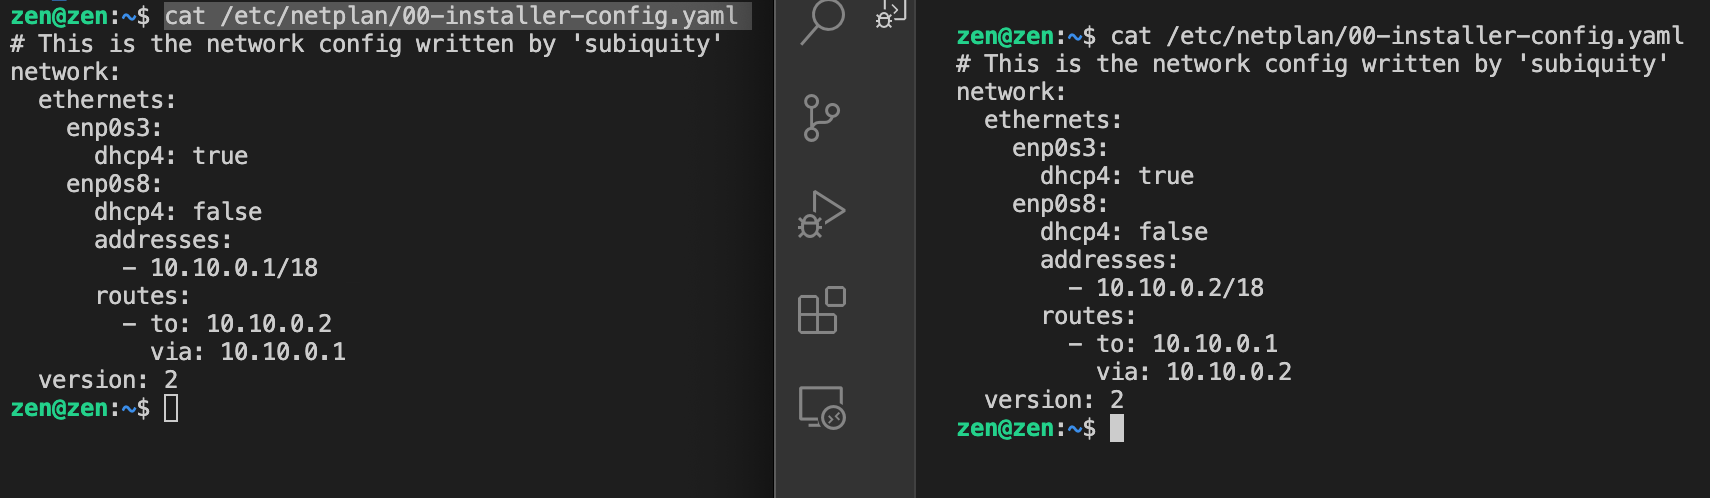 zen@zen:~$ cat /etc/netplan/00-installer-config.yaml
# This is the network config written by 'subiquity'
network:
  ethernets:
    enp0s3:
      dhcp4: true
    enp0s8:
      dhcp4: false
      addresses:
        - 10.10.0.1/18
      routes:
        - to: 10.10.0.2
          via: 10.10.0.1
  version: 2
zen@zen:~$
zen@zen:~$ cat /etc/netplan/00-installer-config.yaml
# This is the network config written by 'subiquity'
network:
  ethernets:
    enp0s3:
      dhcp4: true
    enp0s8:
      dhcp4: false
      addresses:
        - 10.10.0.2/18
      routes:
        - to: 10.10.0.1
          via: 10.10.0.2
  version: 2
zen@zen:~$